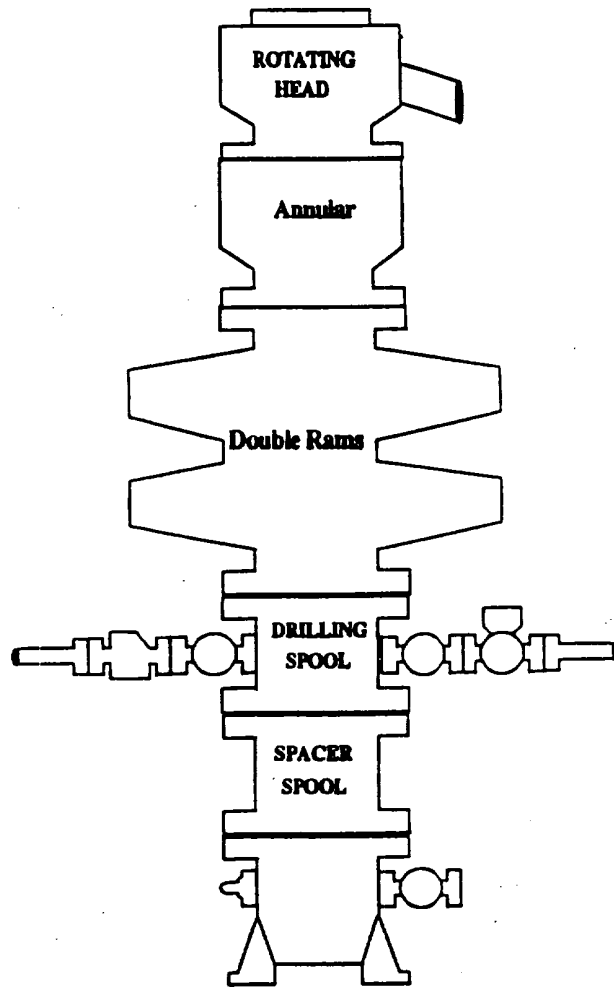 ROTATING
HEAD
Annular
Double Rams
DRILLING
SPOOL
SPACER
SPOOL